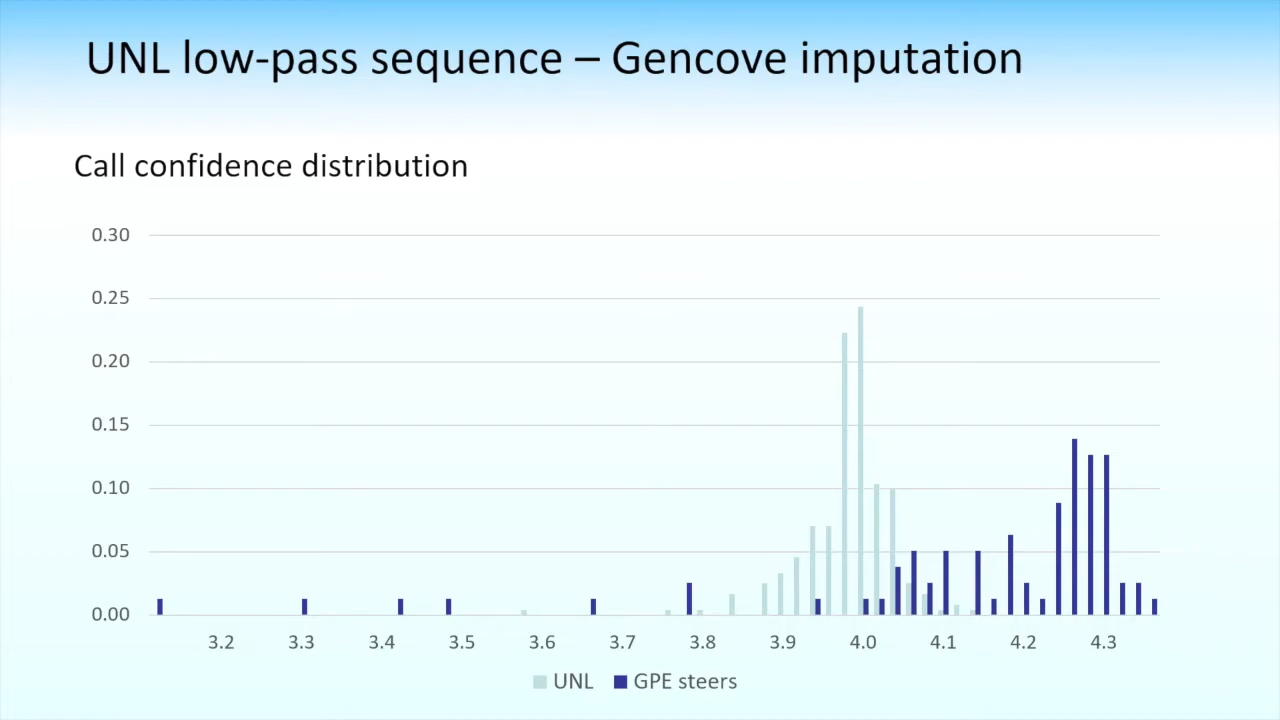 UNL low-pass sequence – Gencove imputation
Call confidence distribution
0.30
0.25
0.20
0.15
0.10
0.05
0.00
3.2 3.3 3.4 3.5 3.6 3.7 3.8 3.9 4.0 4.1 4.2 4.3
UNL GPE steers